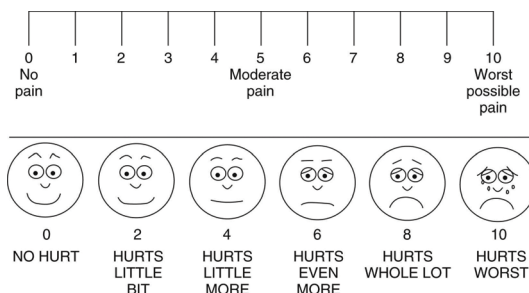 0 1 2 3 4 5 6 7 8 9 10
No pain Moderate pain Worst possible pain
0 2 4 6 8 10
NO HURT HURTS LITTLE BIT HURTS LITTLE MORE HURTS EVEN MORE HURTS WHOLE LOT HURTS WORST